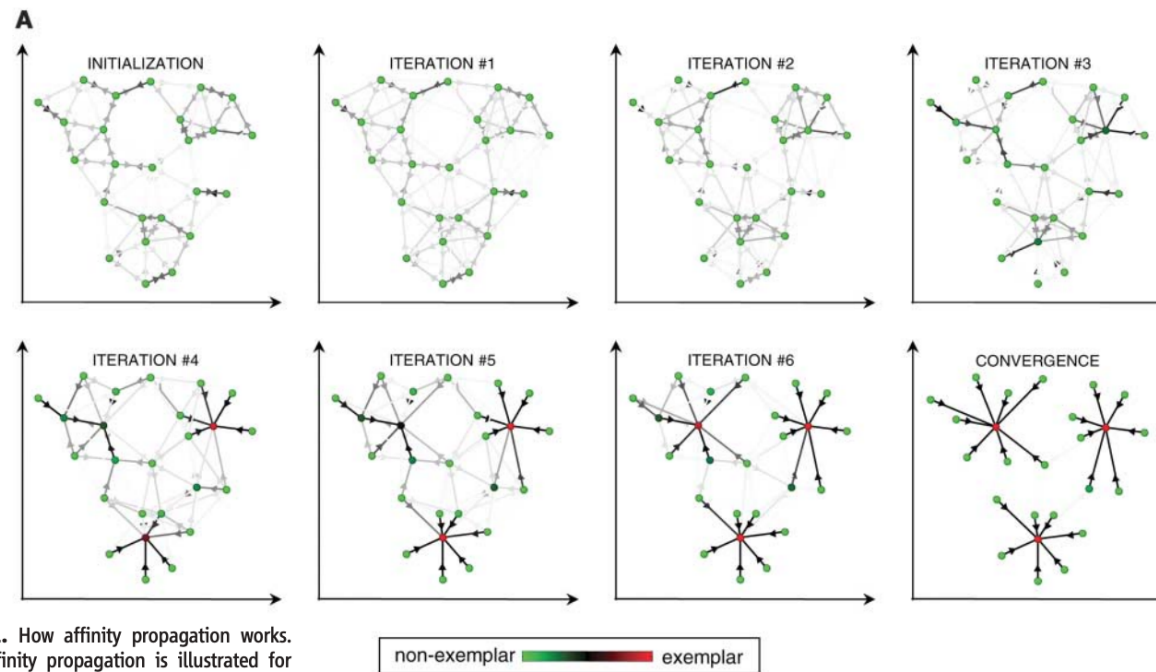 A
INITIALIZATION
ITERATION #1
ITERATION #2
ITERATION #3
ITERATION #4
ITERATION #5
ITERATION #6
CONVERGENCE
. How affinity propagation works.
finity propagation is illustrated for
non-exemplar
exemplar